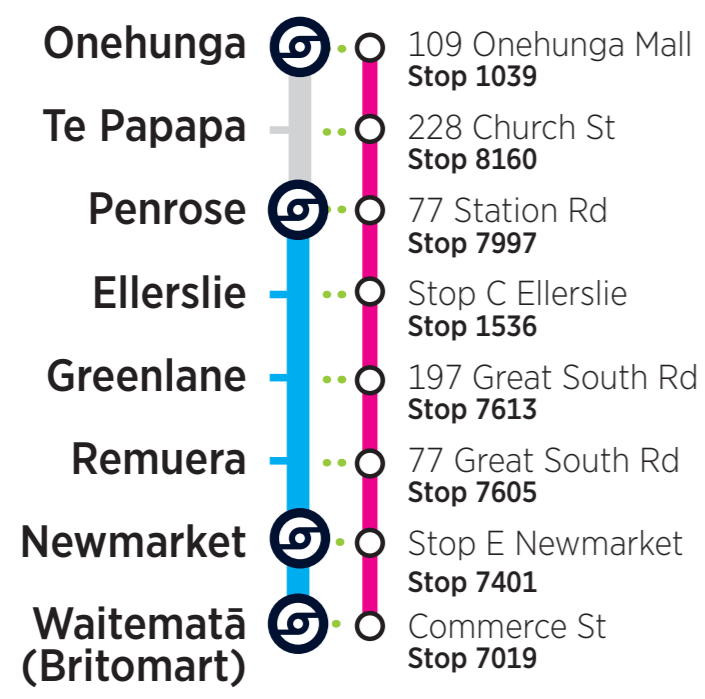 Onehunga
109 Onehunga Mall
Stop 1039
Te Papapa
228 Church St
Stop 8160
Penrose
77 Station Rd
Stop 7997
Ellerslie
Stop C Ellerslie
Stop 1536
Greenlane
197 Great South Rd
Stop 7613
Remuera
77 Great South Rd
Stop 7605
Newmarket
Stop E Newmarket
Stop 7401
Waitematā
(Britomart)
Commerce St
Stop 7019